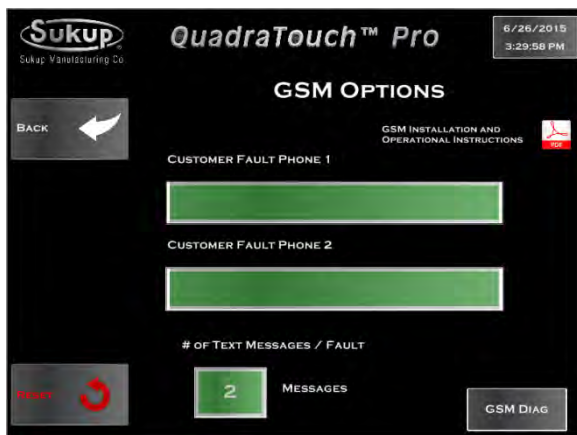 SUKUP®
Sukup Manufacturing Co
QuadraTouch™ Pro
6/26/2015
3:29:58 PM
GSM OPTIONS
BACK
GSM INSTALLATION AND
OPERATIONAL INSTRUCTIONS
PDF
CUSTOMER FAULT PHONE 1
CUSTOMER FAULT PHONE 2
# OF TEXT MESSAGES / FAULT
RESET
2
MESSAGES
GSM DIAG